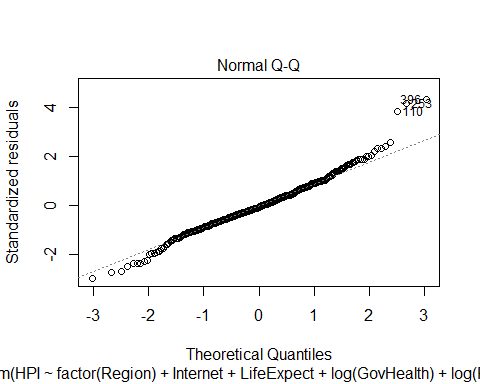 Normal Q-Q
Standardized residuals
4
2
0
-2
396
253
110
-3 -2 -1 0 1 2 3
Theoretical Quantiles
m(HPI ~ factor(Region) + Internet + LifeExpect + log(GovHealth) + log(